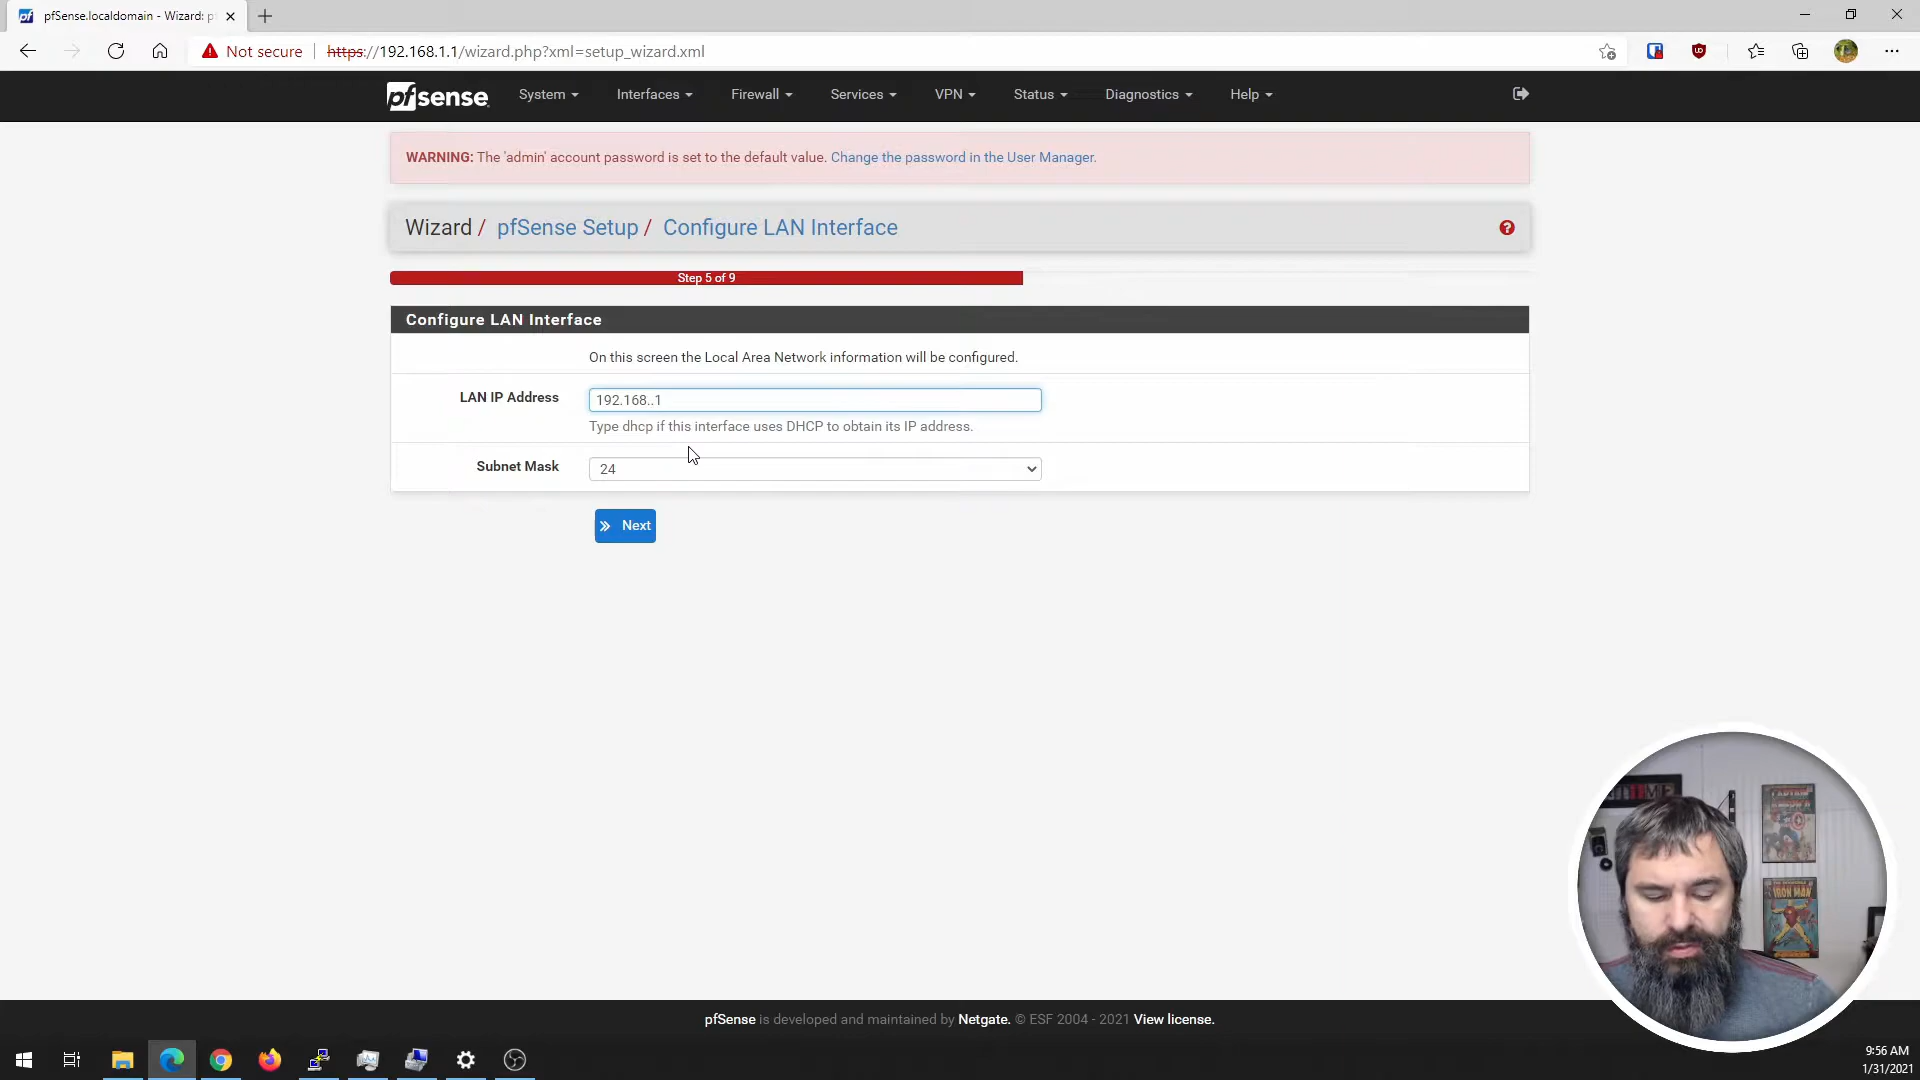 pfSense.localdomain - Wizard: p
Not secure
https://192.168.1.1/wizard.php?xml=setup_wizard.xml
pfsense
System
Interfaces
Firewall
Services
VPN
Status
Diagnostics
Help
WARNING: The 'admin' account password is set to the default value. Change the password in the User Manager.
Wizard / pfSense Setup / Configure LAN Interface
Step 5 of 9
Configure LAN Interface
On this screen the Local Area Network information will be configured.
LAN IP Address
192.168..1
Type dhcp if this interface uses DHCP to obtain its IP address.
Subnet Mask
24
Next
CAPTAIN AMERICA
IRON MAN
pfSense is developed and maintained by Netgate. © ESF 2004 - 2021 View license.
9:56 AM
1/31/2021